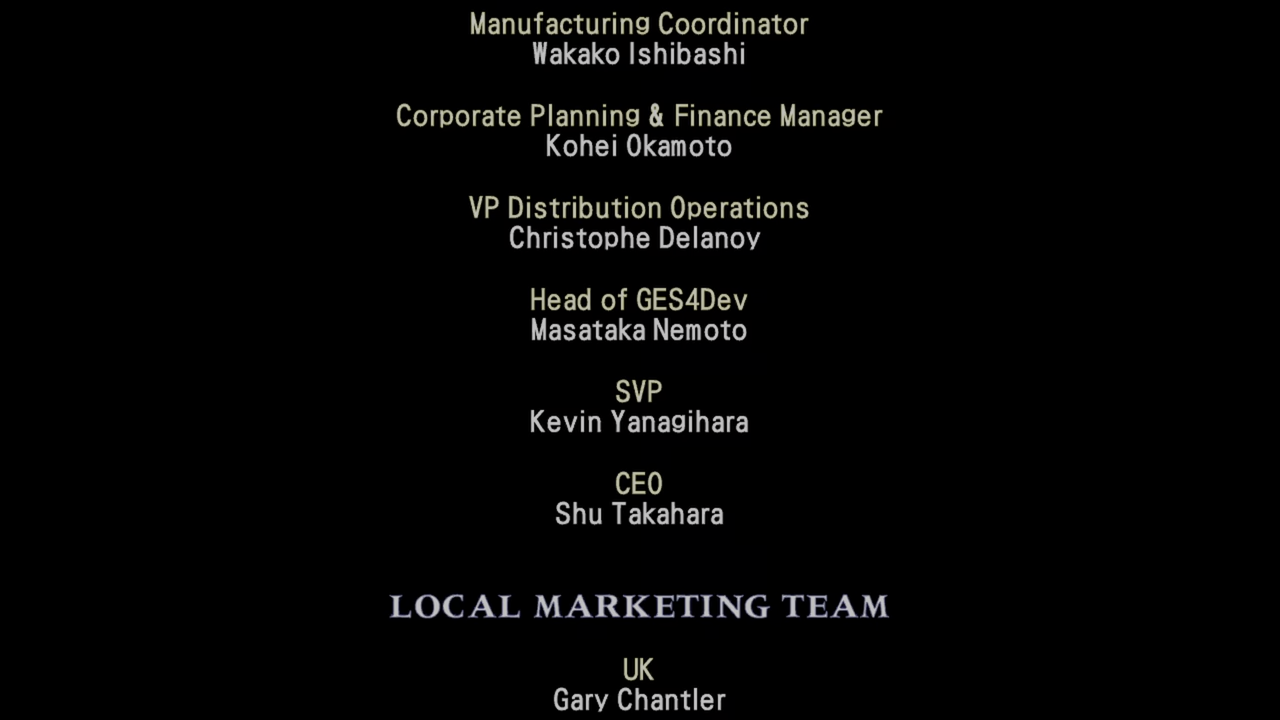 Manufacturing Coordinator
Wakako Ishibashi
Corporate Planning & Finance Manager
Kohei Okamoto
VP Distribution Operations
Christophe Delanoy
Head of GES4Dev
Masataka Nemoto
SVP
Kevin Yanagihara
CEO
Shu Takahara
LOCAL MARKETING TEAM
UK
Gary Chantler